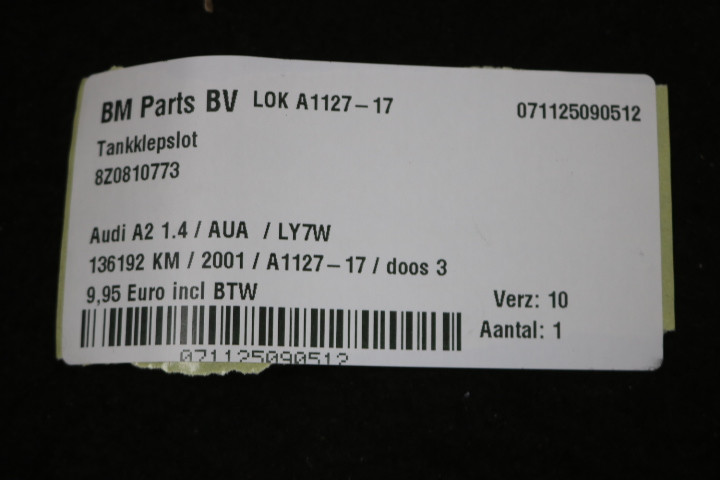 BM Parts BV LOK A1127-17 071125090512
Tankklepslot
8Z0810773
Audi A2 1.4 / AUA / LY7W
136192 KM / 2001 / A1127-17 / doos 3
9,95 Euro incl BTW Verz: 10
Aantal: 1
071125090512